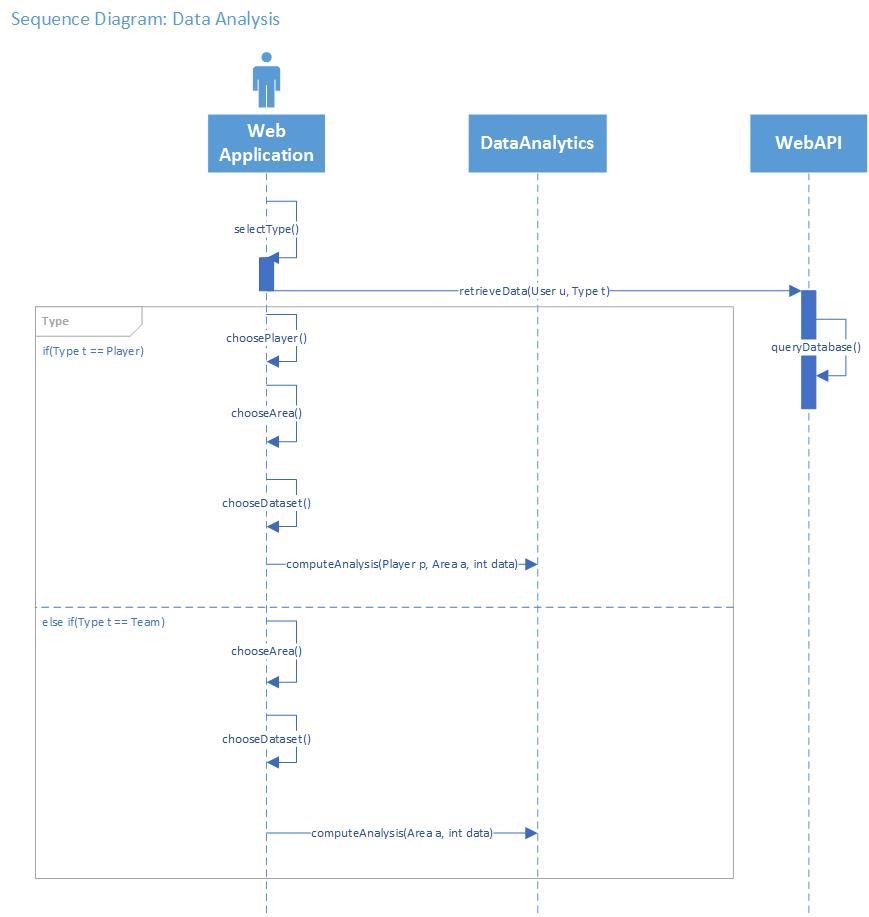 Sequence Diagram: Data Analysis
Web
Application
DataAnalytics
WebAPI
selectType()
retrieveData(User u, Type t)
Type
choosePlayer()
if(Type t == Player)
queryDatabase()
chooseArea()
chooseDataset()
computeAnalysis(Player p, Area a, int data)
else if(Type t == Team)
chooseArea()
chooseDataset()
computeAnalysis(Area a, int data)